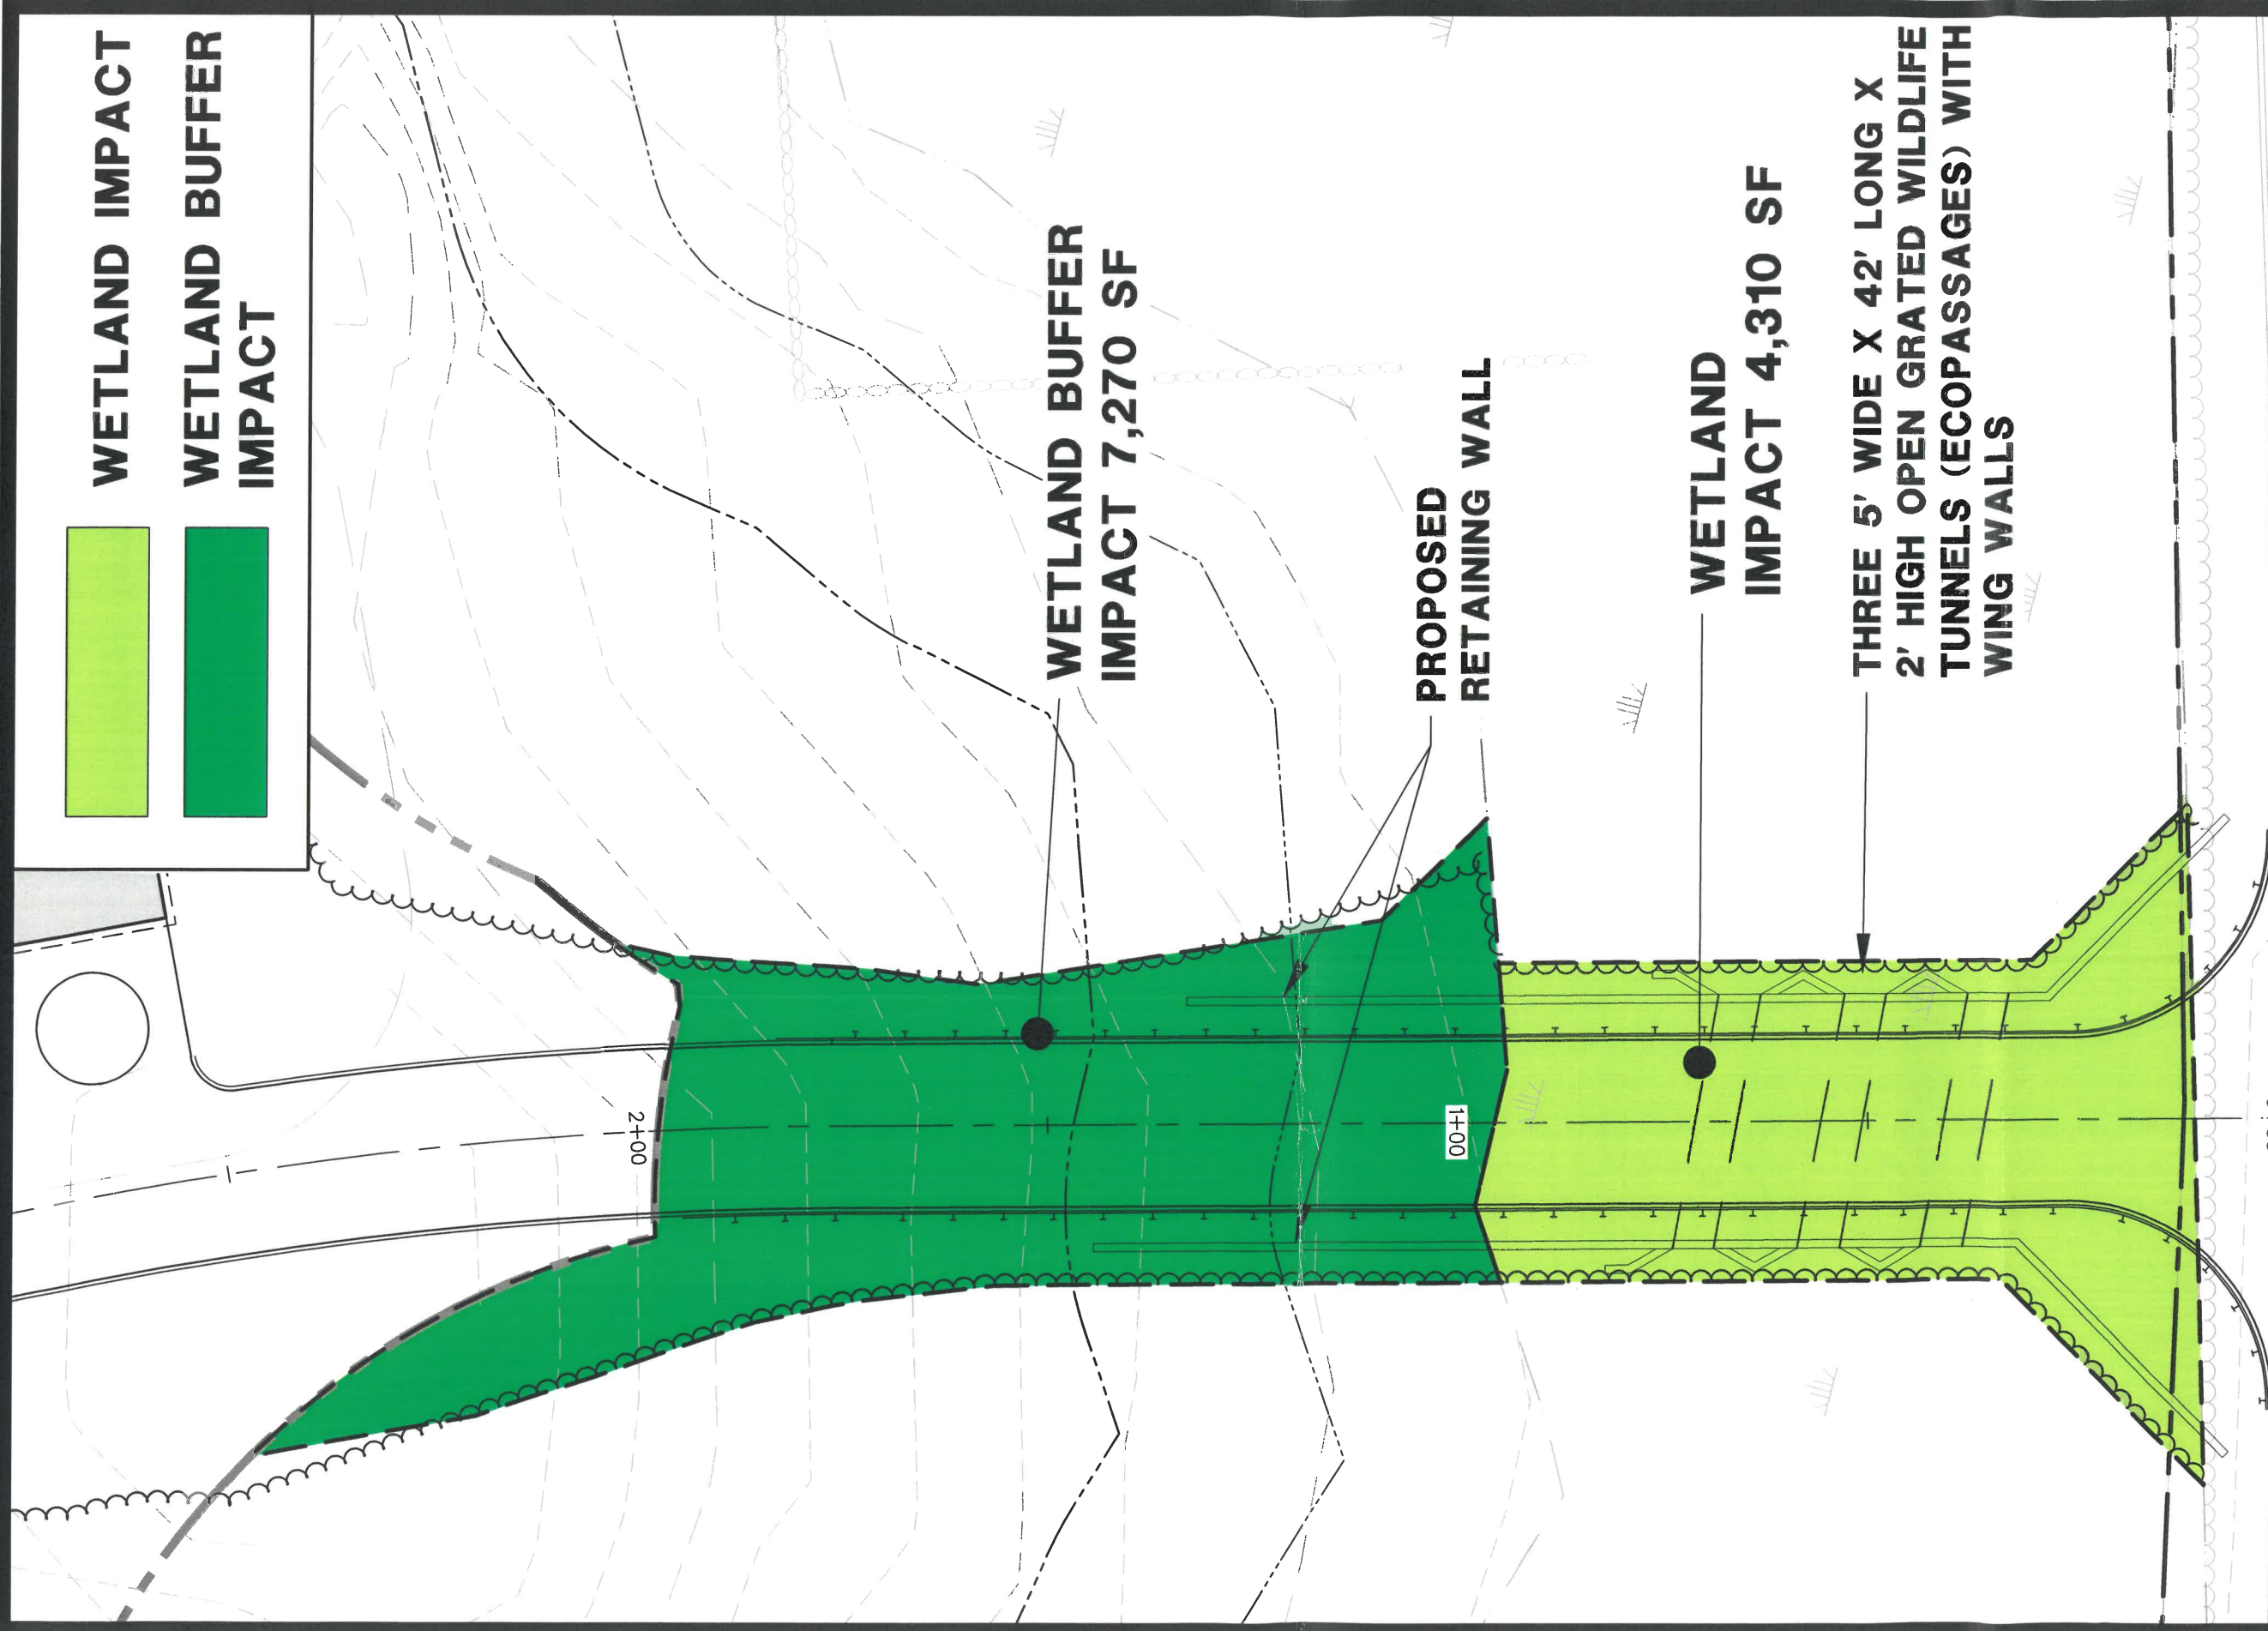 WETLAND IMPACT
WETLAND BUFFER
IMPACT
WETLAND BUFFER
IMPACT 7,270 SF
PROPOSED
RETAINING WALL
WETLAND
IMPACT 4,310 SF
THREE 5' WIDE X 42' LONG X
2' HIGH OPEN GRATED WILDLIFE
TUNNELS (ECOPASSAGES) WITH
WING WALLS
2+00
1+00